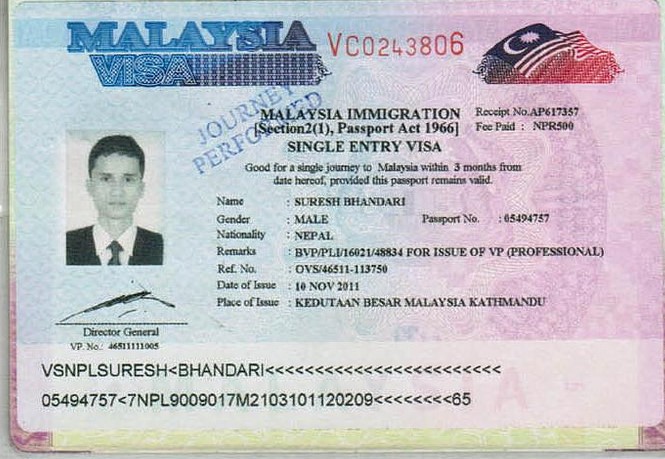 MALAYSIA
VISA
VC0243806
JOURNEY
PERFORMED
MALAYSIA IMMIGRATION
[Section2(1), Passport Act 1966]
SINGLE ENTRY VISA
Receipt No.AP617357
Fee Paid : NPR500
Good for a single journey to Malaysia within 3 months from
date hereof, provided this passport remains valid.
Name : SURESH BHANDARI
Gender : MALE Passport No. : 05494757
Nationality : NEPAL
Remarks : BVP/PLI/16021/48834 FOR ISSUE OF VP (PROFESSIONAL)
Ref. No. : OVS/46511-113750
Date of Issue : 10 NOV 2011
Place of Issue : KEDUTAAN BESAR MALAYSIA KATHMANDU
Director General
VP. No.: 46511111005
VSNPLSURESH<BHANDARI<<<<<<<<<<<<<<<<<<<<<<<<
05494757<7NPL9009017M2103101120209<<<<<<<<65